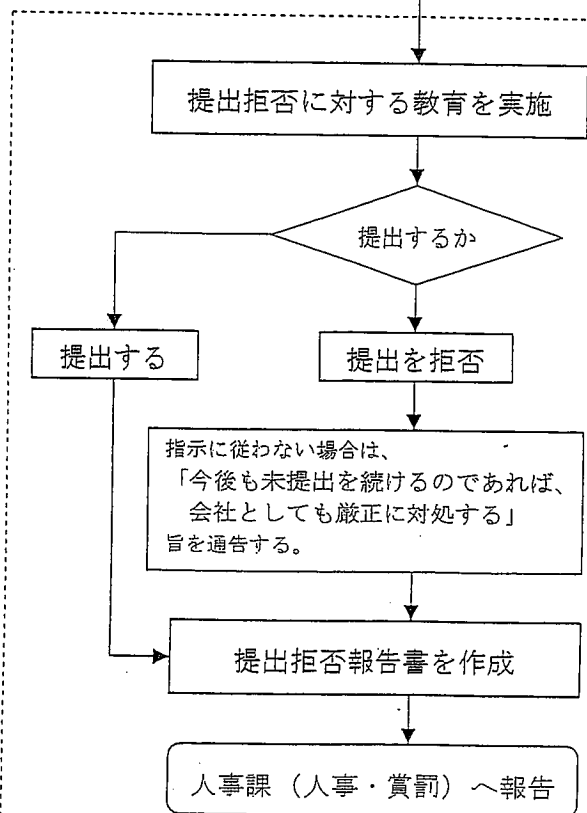 提出拒否に対する教育を実施
提出するか
提出する
提出を拒否
指示に従わない場合は、
「今後も未提出を続けるのであれば、
会社としても厳正に対処する」
旨を通告する。
提出拒否報告書を作成
人事課（人事・賞罰）へ報告